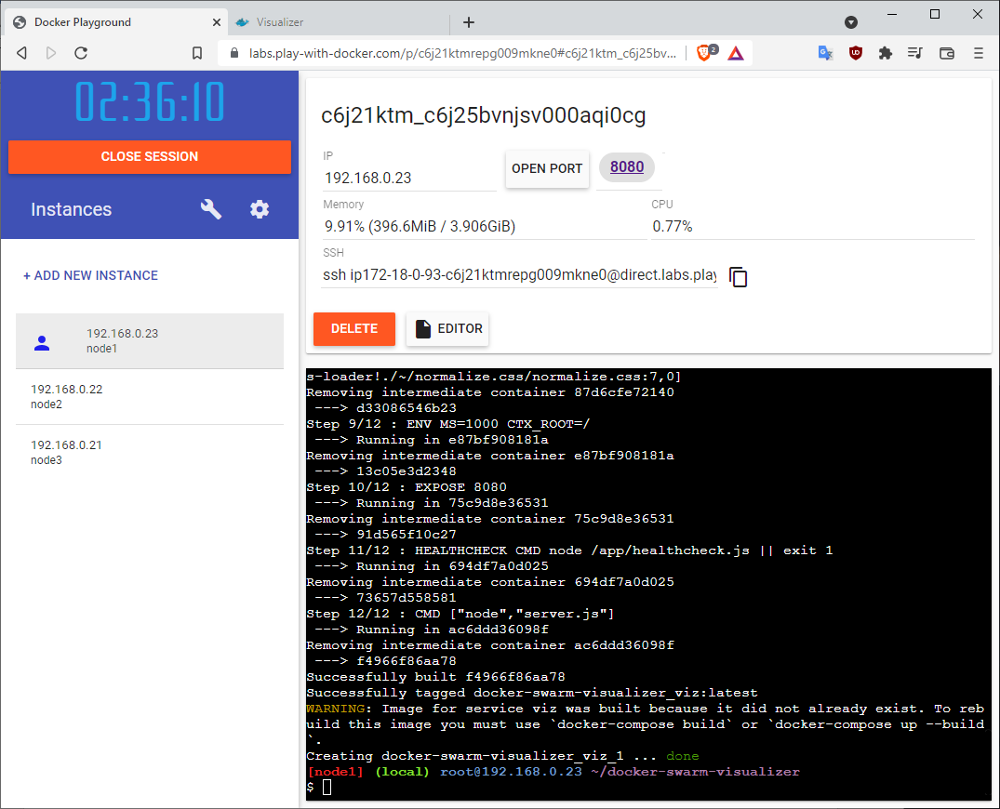 Docker Playground
Visualizer
labs.play-with-docker.com/p/c6j21ktmrepg009mkne0#c6j21ktm_c6j25bv...
2
02:36:10
CLOSE SESSION
Instances
+ ADD NEW INSTANCE
192.168.0.23
node1
192.168.0.22
node2
192.168.0.21
node3
c6j21ktm_c6j25bvnjsv000aqi0cg
IP
192.168.0.23
OPEN PORT
8080
Memory
9.91% (396.6MiB / 3.906GiB)
CPU
0.77%
SSH
ssh ip172-18-0-93-c6j21ktmrepg009mkne0@direct.labs.play
DELETE
EDITOR
s-loader!./~/normalize.css/normalize.css:7,0]
Removing intermediate container 87d6cfe72140
 ---> d33086546b23
Step 9/12 : ENV MS=1000 CTX_ROOT=/
 ---> Running in e87bf908181a
Removing intermediate container e87bf908181a
 ---> 13c05e3d2348
Step 10/12 : EXPOSE 8080
 ---> Running in 75c9d8e36531
Removing intermediate container 75c9d8e36531
 ---> 91d565f10c27
Step 11/12 : HEALTHCHECK CMD node /app/healthcheck.js || exit 1
 ---> Running in 694df7a0d025
Removing intermediate container 694df7a0d025
 ---> 73657d558581
Step 12/12 : CMD ["node","server.js"]
 ---> Running in ac6ddd36098f
Removing intermediate container ac6ddd36098f
 ---> f4966f86aa78
Successfully built f4966f86aa78
Successfully tagged docker-swarm-visualizer_viz:latest
WARNING: Image for service viz was built because it did not already exist. To reb
uild this image you must use `docker-compose build` or `docker-compose up --build
`.
Creating docker-swarm-visualizer_viz_1 ... done
[node1] (local) root@192.168.0.23 ~/docker-swarm-visualizer
$